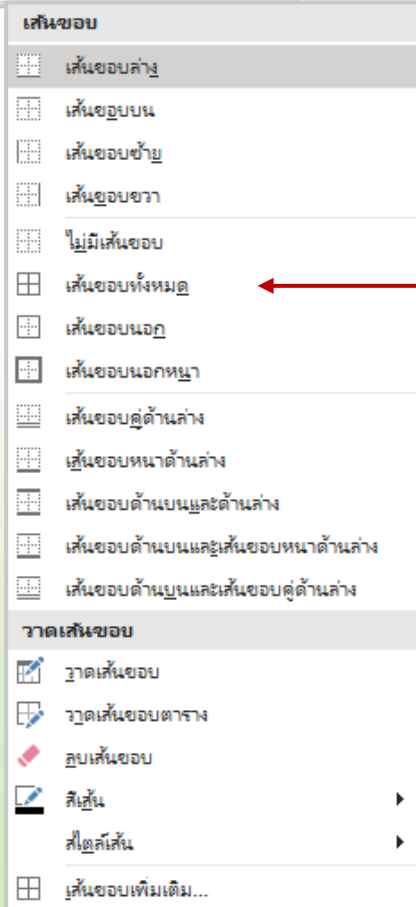 เส้นขอบ
เส้นขอบล่าง
เส้นขอบบน
เส้นขอบซ้าย
เส้นขอบขวา
ไม่มีเส้นขอบ
เส้นขอบทั้งหมด
เส้นขอบนอก
เส้นขอบนอกหนา
เส้นขอบคู่ด้านล่าง
เส้นขอบหนาด้านล่าง
เส้นขอบด้านบนและด้านล่าง
เส้นขอบด้านบนและเส้นขอบหนาด้านล่าง
เส้นขอบด้านบนและเส้นขอบคู่ด้านล่าง
วาดเส้นขอบ
วาดเส้นขอบ
วาดเส้นขอบตาราง
ลบเส้นขอบ
สีเส้น
สไตล์เส้น
เส้นขอบเพิ่มเติม...